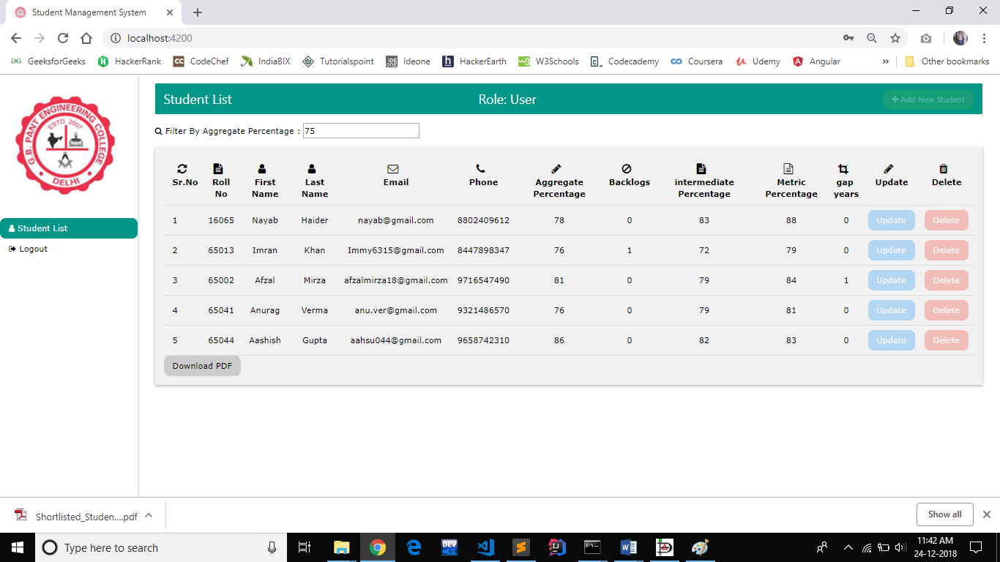 Student Management System
localhost:4200
GeeksforGeeks HackerRank CodeChef IndiaBIX Tutorialspoint Ideone HackerEarth W3Schools Codecademy Coursera Udemy Angular » Other bookmarks
G.B. PANT ENGINEERING COLLEGE
ESTD, 2007
DELHI
Student List
Logout
Student List Role: User + Add New Student
Filter By Aggregate Percentage : 75
Sr.No Roll No First Name Last Name Email Phone Aggregate Percentage Backlogs intermediate Percentage Metric Percentage gap years Update Delete
1 16065 Nayab Haider nayab@gmail.com 8802409612 78 0 83 88 0 Update Delete
2 65013 Imran Khan Immy6315@gmail.com 8447898347 76 1 72 79 0 Update Delete
3 65002 Afzal Mirza afzalmirza18@gmail.com 9716547490 81 0 79 84 1 Update Delete
4 65041 Anurag Verma anu.ver@gmail.com 9321486570 76 0 79 81 0 Update Delete
5 65044 Aashish Gupta aahsu044@gmail.com 9658742310 86 0 82 83 0 Update Delete
Download PDF
Shortlisted_Studen....pdf Show all
Type here to search
DEV
11:42 AM
24-12-2018